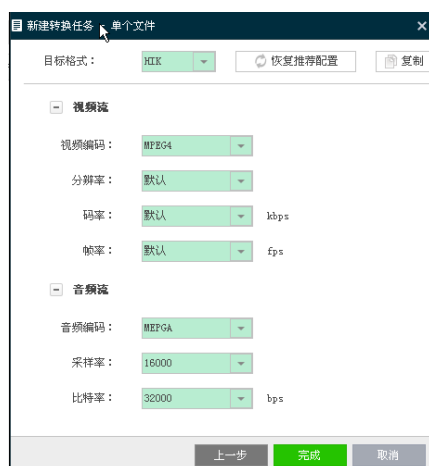 新建转换任务 - 单个文件
目标格式： HIK 恢复推荐配置 复制
视频流
视频编码： MPEG4
分辨率： 默认
码率： 默认 kbps
帧率： 默认 fps
音频流
音频编码： MEPGA
采样率： 16000
比特率： 32000 bps
上一步 完成 取消